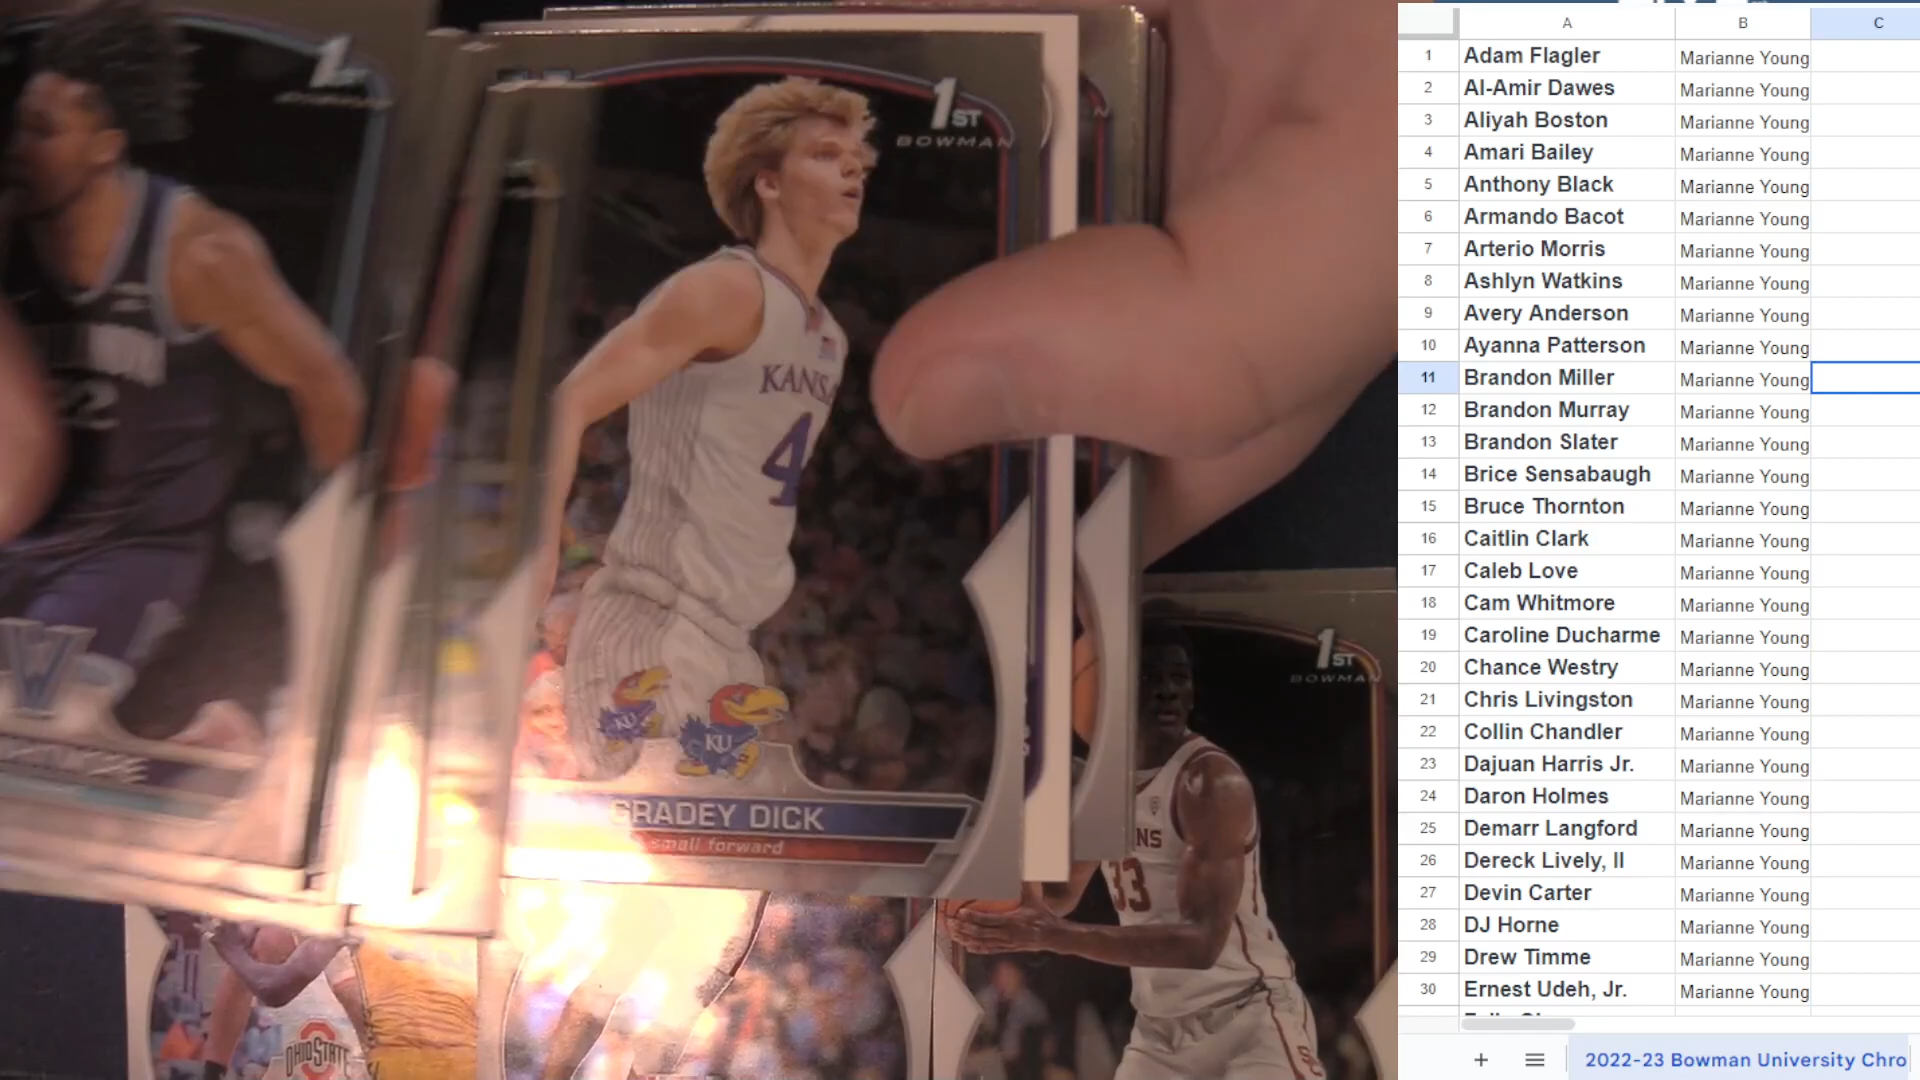 1ST
BOWMAN
KANSA
4
KU
KU
GRADEY DICK
small forward
1ST
BOWMAN
NS
33
OHIO STATE
A B C
1 Adam Flagler Marianne Young
2 Al-Amir Dawes Marianne Young
3 Aliyah Boston Marianne Young
4 Amari Bailey Marianne Young
5 Anthony Black Marianne Young
6 Armando Bacot Marianne Young
7 Arterio Morris Marianne Young
8 Ashlyn Watkins Marianne Young
9 Avery Anderson Marianne Young
10 Ayanna Patterson Marianne Young
11 Brandon Miller Marianne Young
12 Brandon Murray Marianne Young
13 Brandon Slater Marianne Young
14 Brice Sensabaugh Marianne Young
15 Bruce Thornton Marianne Young
16 Caitlin Clark Marianne Young
17 Caleb Love Marianne Young
18 Cam Whitmore Marianne Young
19 Caroline Ducharme Marianne Young
20 Chance Westry Marianne Young
21 Chris Livingston Marianne Young
22 Collin Chandler Marianne Young
23 Dajuan Harris Jr. Marianne Young
24 Daron Holmes Marianne Young
25 Demarr Langford Marianne Young
26 Dereck Lively, II Marianne Young
27 Devin Carter Marianne Young
28 DJ Horne Marianne Young
29 Drew Timme Marianne Young
30 Ernest Udeh, Jr. Marianne Young
2022-23 Bowman University Chro